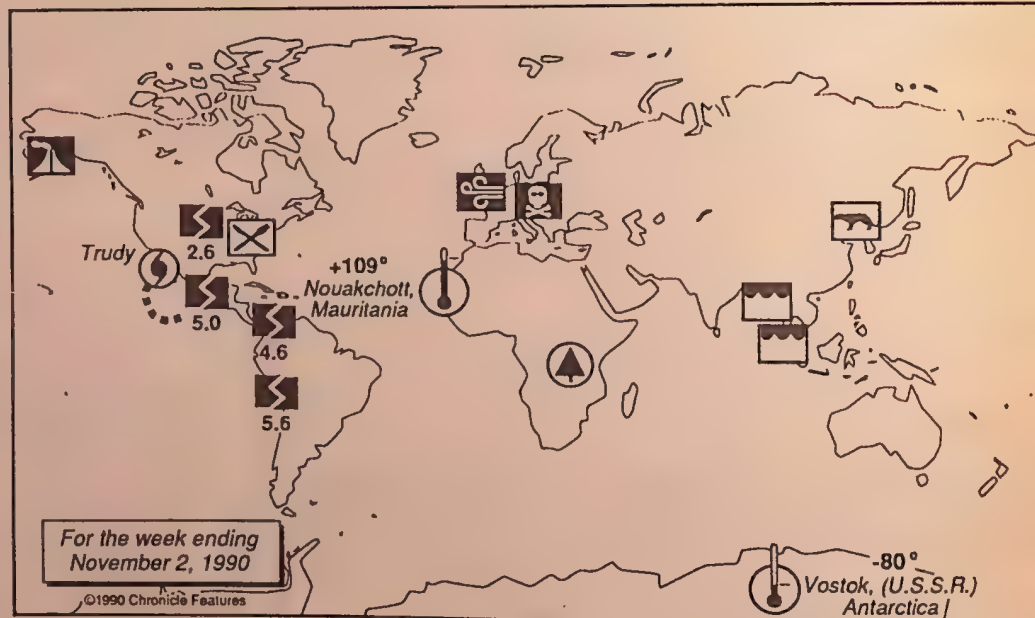 Trudy
2.6
5.0
4.6
5.6
+109°
Nouakchott,
Mauritania
-80°
Vostok, (U.S.S.R.)
Antarctica
For the week ending
November 2, 1990
©1990 Chronicle Features